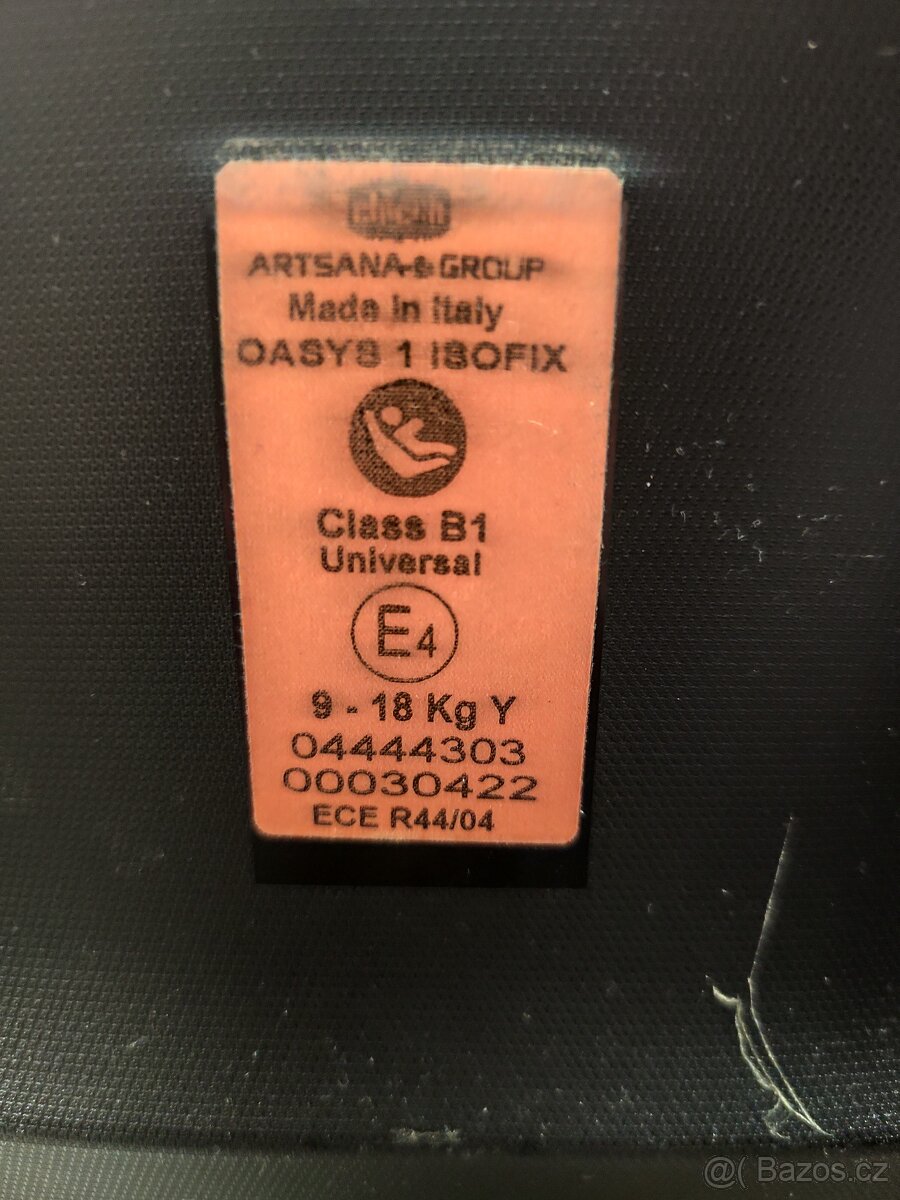 chicco
ARTSANA GROUP
Made in Italy
OASYS 1 ISOFIX
Class B1
Universal
E4
9 - 18 Kg Y
04444303
00030422
ECE R44/04
@( Bazos.cz